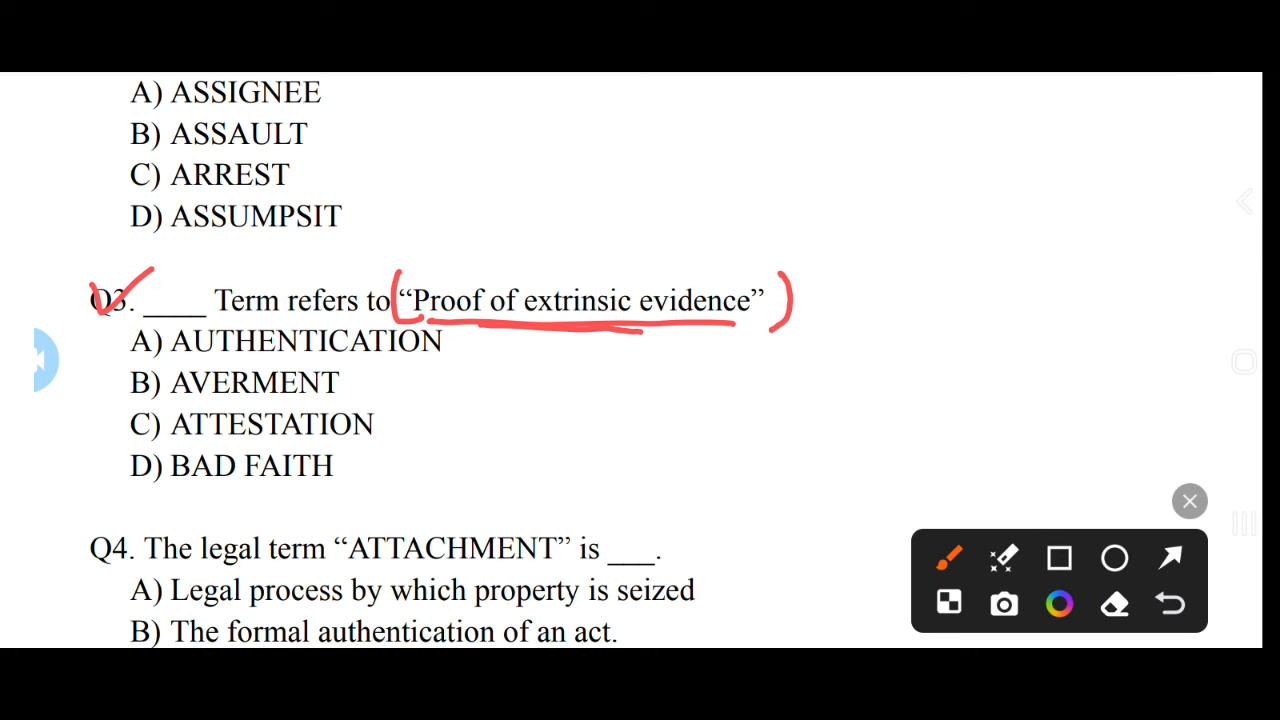 A) ASSIGNEE
B) ASSAULT
C) ARREST
D) ASSUMPSIT
Q3. ____ Term refers to “Proof of extrinsic evidence”
A) AUTHENTICATION
B) AVERMENT
C) ATTESTATION
D) BAD FAITH
Q4. The legal term “ATTACHMENT” is ___.
A) Legal process by which property is seized
B) The formal authentication of an act.